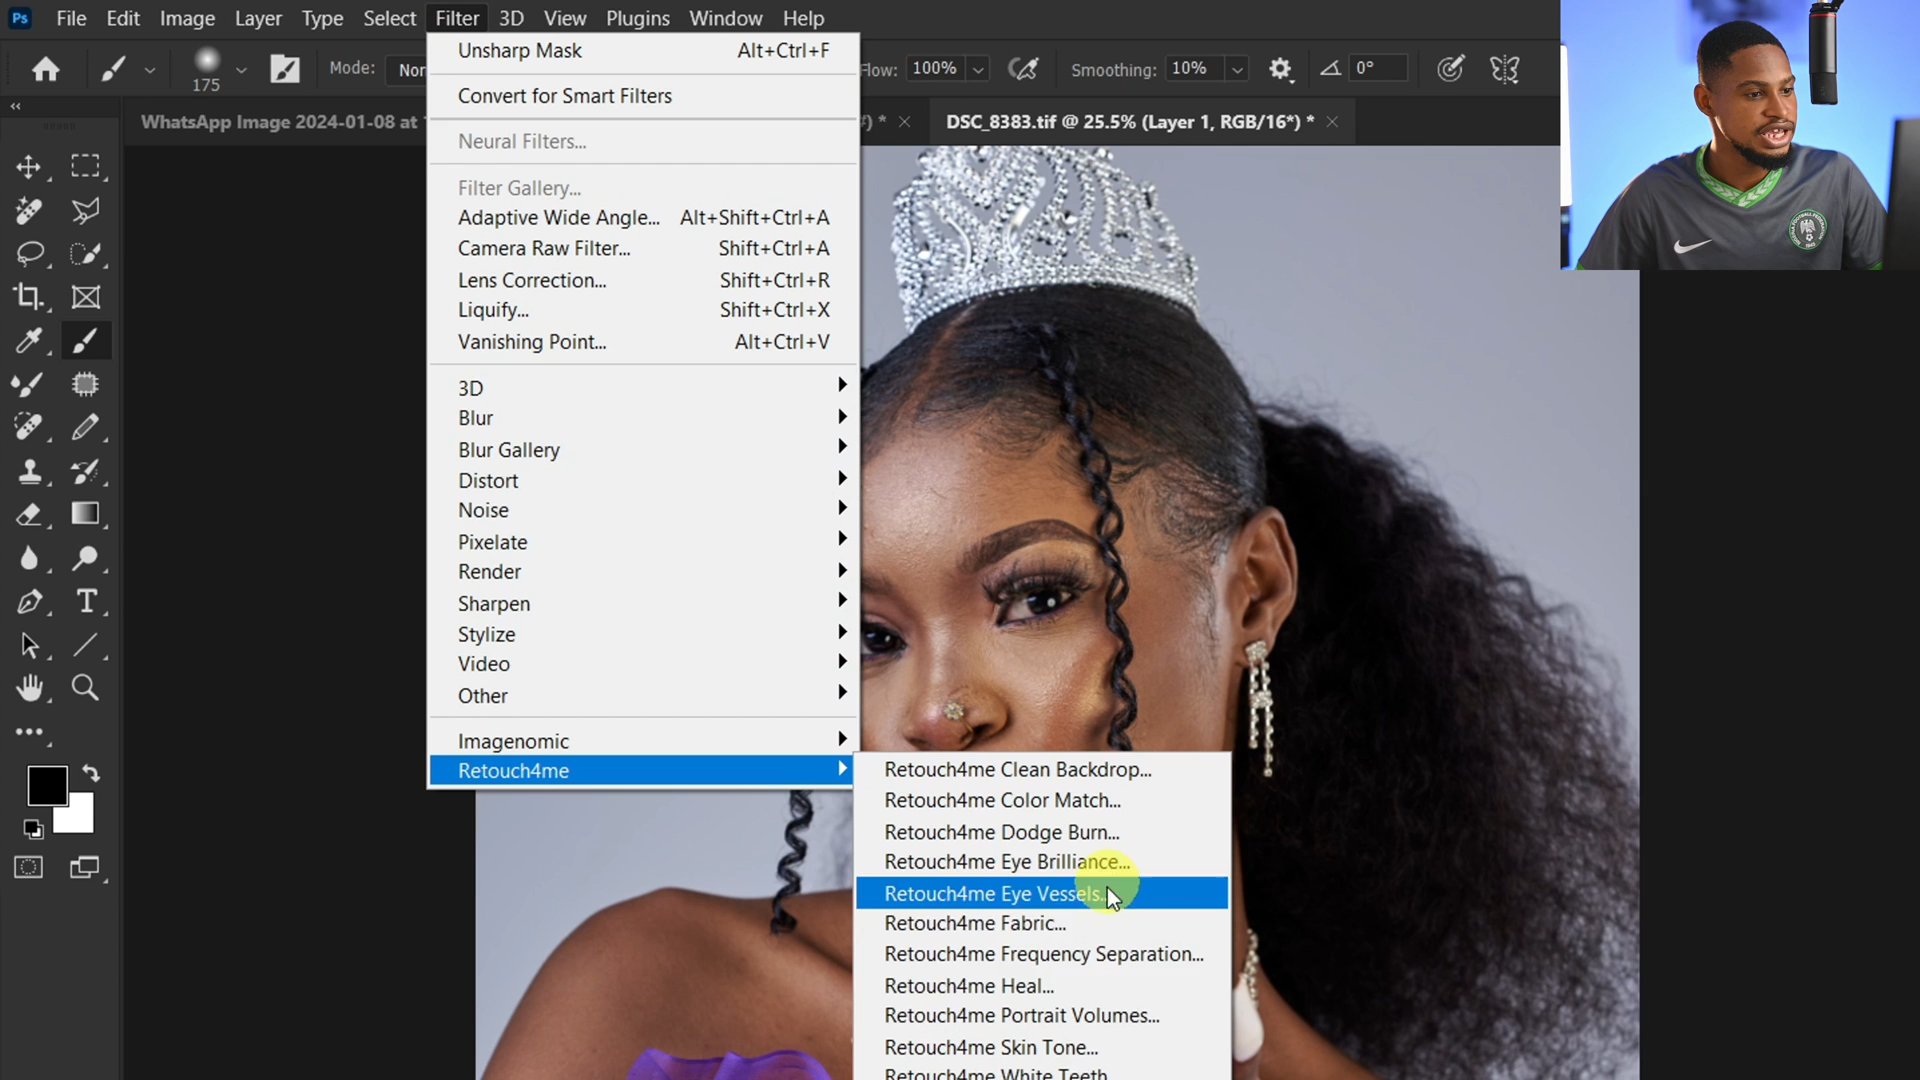 Ps File Edit Image Layer Type Select Filter 3D View Plugins Window Help
175 Mode: Nor Flow: 100% Smoothing: 10% 0°
WhatsApp Image 2024-01-08 at ) * × DSC_8383.tif @ 25.5% (Layer 1, RGB/16*) * ×
Unsharp Mask Alt+Ctrl+F
Convert for Smart Filters
Neural Filters...
Filter Gallery...
Adaptive Wide Angle... Alt+Shift+Ctrl+A
Camera Raw Filter... Shift+Ctrl+A
Lens Correction... Shift+Ctrl+R
Liquify... Shift+Ctrl+X
Vanishing Point... Alt+Ctrl+V
3D
Blur
Blur Gallery
Distort
Noise
Pixelate
Render
Sharpen
Stylize
Video
Other
Imagenomic
Retouch4me
Retouch4me Clean Backdrop...
Retouch4me Color Match...
Retouch4me Dodge Burn...
Retouch4me Eye Brilliance...
Retouch4me Eye Vessels...
Retouch4me Fabric...
Retouch4me Frequency Separation...
Retouch4me Heal...
Retouch4me Portrait Volumes...
Retouch4me Skin Tone...
Retouch4me White Teeth